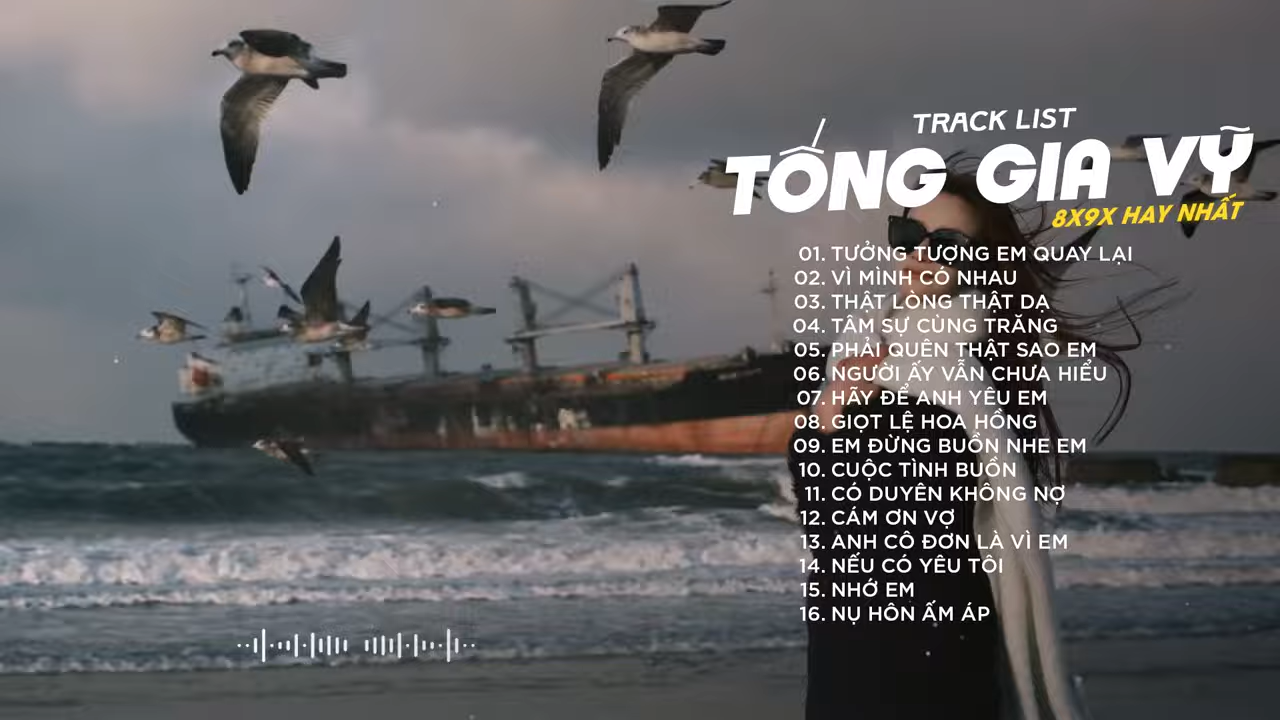 TRACK LIST
TỐNG GIA VỸ
8X9X HAY NHẤT
01. TƯỞNG TƯỢNG EM QUAY LẠI
02. VÌ MÌNH CÓ NHAU
03. THẬT LÒNG THẬT DẠ
04. TÂM SỰ CÙNG TRĂNG
05. PHẢI QUÊN THẬT SAO EM
06. NGƯỜI ẤY VẪN CHƯA HIỂU
07. HÃY ĐỂ ANH YÊU EM
08. GIỌT LỆ HOA HỒNG
09. EM ĐỪNG BUỒN NHE EM
10. CUỘC TÌNH BUỒN
11. CÓ DUYÊN KHÔNG NỢ
12. CÁM ƠN VỢ
13. ANH CÔ ĐƠN LÀ VÌ EM
14. NẾU CÓ YÊU TÔI
15. NHỚ EM
16. NỤ HÔN ẤM ÁP